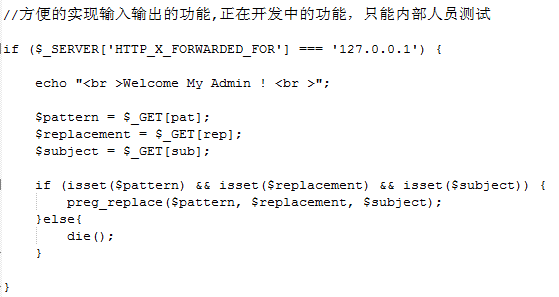 //方便的实现输入输出的功能,正在开发中的功能，只能内部人员测试
if ($_SERVER['HTTP_X_FORWARDED_FOR'] === '127.0.0.1') {
echo "<br >Welcome My Admin ! <br >";
$pattern = $_GET[pat];
$replacement = $_GET[rep];
$subject = $_GET[sub];
if (isset($pattern) && isset($replacement) && isset($subject)) {
preg_replace($pattern, $replacement, $subject);
}else{
die();
}
}